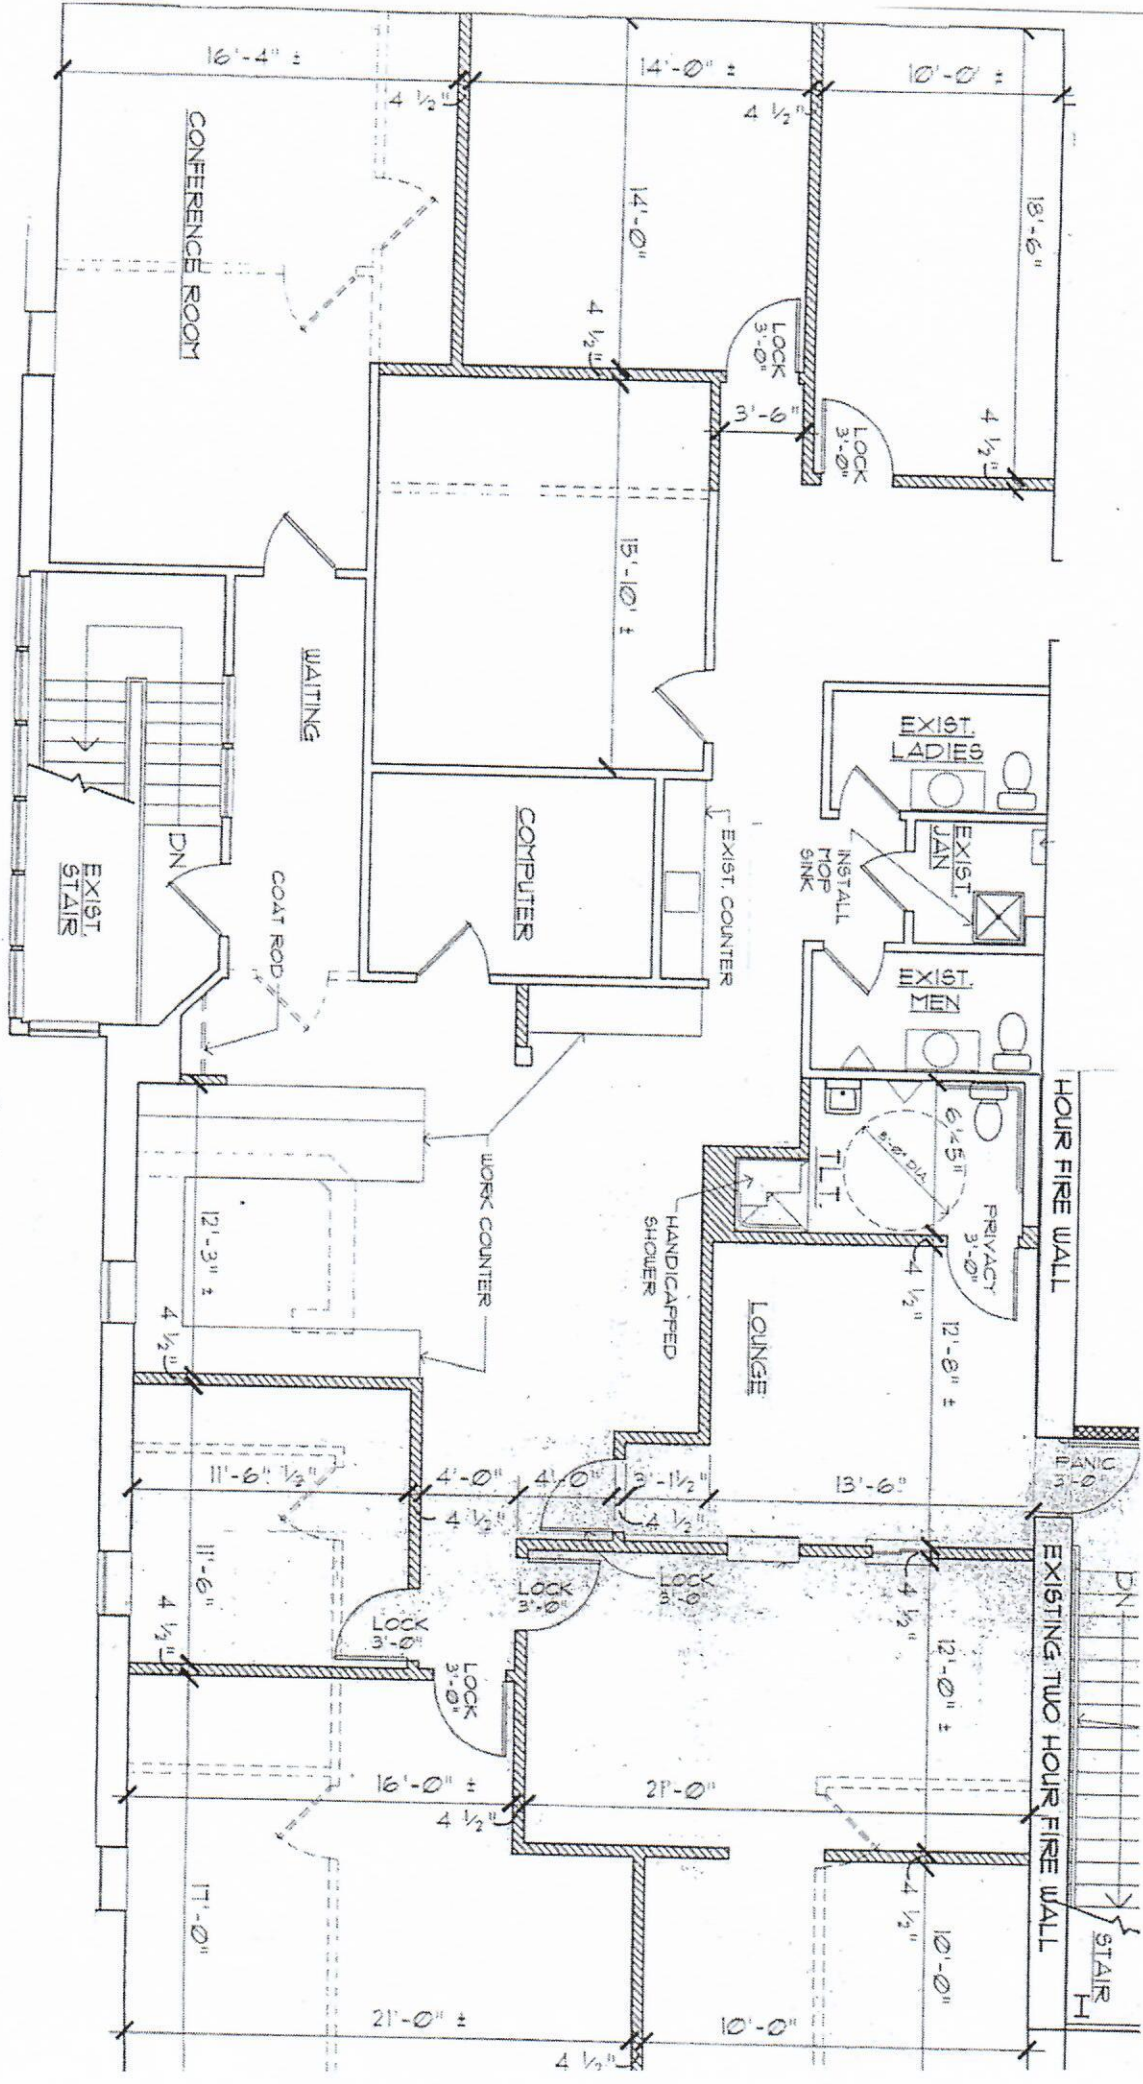 16'-4" ±
14'-0" ±
10'-0' ±
4 1/2"
4 1/2"
CONFERENCE ROOM
14'-0"
18'-6"
4 1/2"
LOCK
3'-0"
3'-6"
LOCK
3'-0"
4 1/2"
15'-10' ±
WAITING
EXIST.
LADIES
EXIST.
JAN
INSTALL
MOP
SINK
EXIST. COUNTER
COMPUTER
DN
EXIST.
STAIR
COAT ROD
EXIST.
MEN
HOUR FIRE WALL
6'-5"
5'-0" DIA
TLT.
PRIVACY
3'-0"
WORK COUNTER
HANDICAPPED
SHOWER
12'-3" ±
4 1/2"
4 1/2"
LOUNGE
12'-8" ±
11'-6" 1/2"
4'-0"
4'-0"
3'-1 1/2"
13'-6"
4 1/2"
4 1/2"
PANIC
3'-0"
11'-6"
4 1/2"
LOCK
3'-0"
LOCK
3'-0"
LOCK
3'-0"
LOCK
3'-0"
4 1/2"
12'-0" ±
EXISTING TWO HOUR FIRE WALL
DN
16'-0" ±
4 1/2"
21'-0"
4 1/2"
17'-0"
10'-0"
STAIR
H
21'-0" ±
10'-0"
4 1/2"